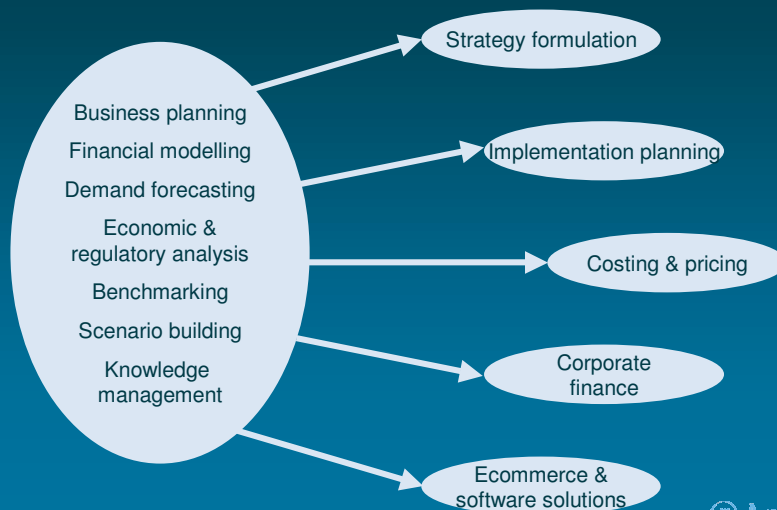 Strategy formulation
Business planning
Financial modelling
Demand forecasting
Economic &
regulatory analysis
Benchmarking
Scenario building
Knowledge
management
Implementation planning
Costing & pricing
Corporate
finance
Ecommerce &
software solutions